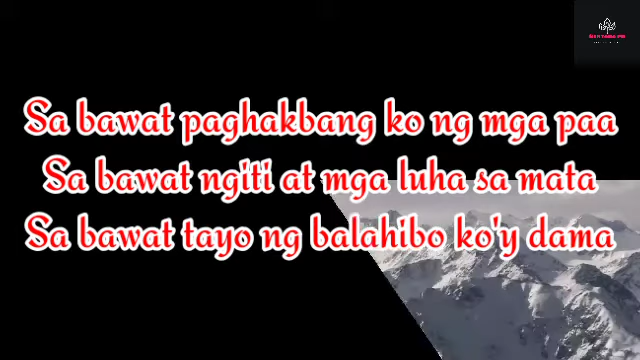 Sa bawat paghakbang ko ng mga paa
Sa bawat ngiti at mga luha sa mata
Sa bawat tayo ng balahibo ko'y dama